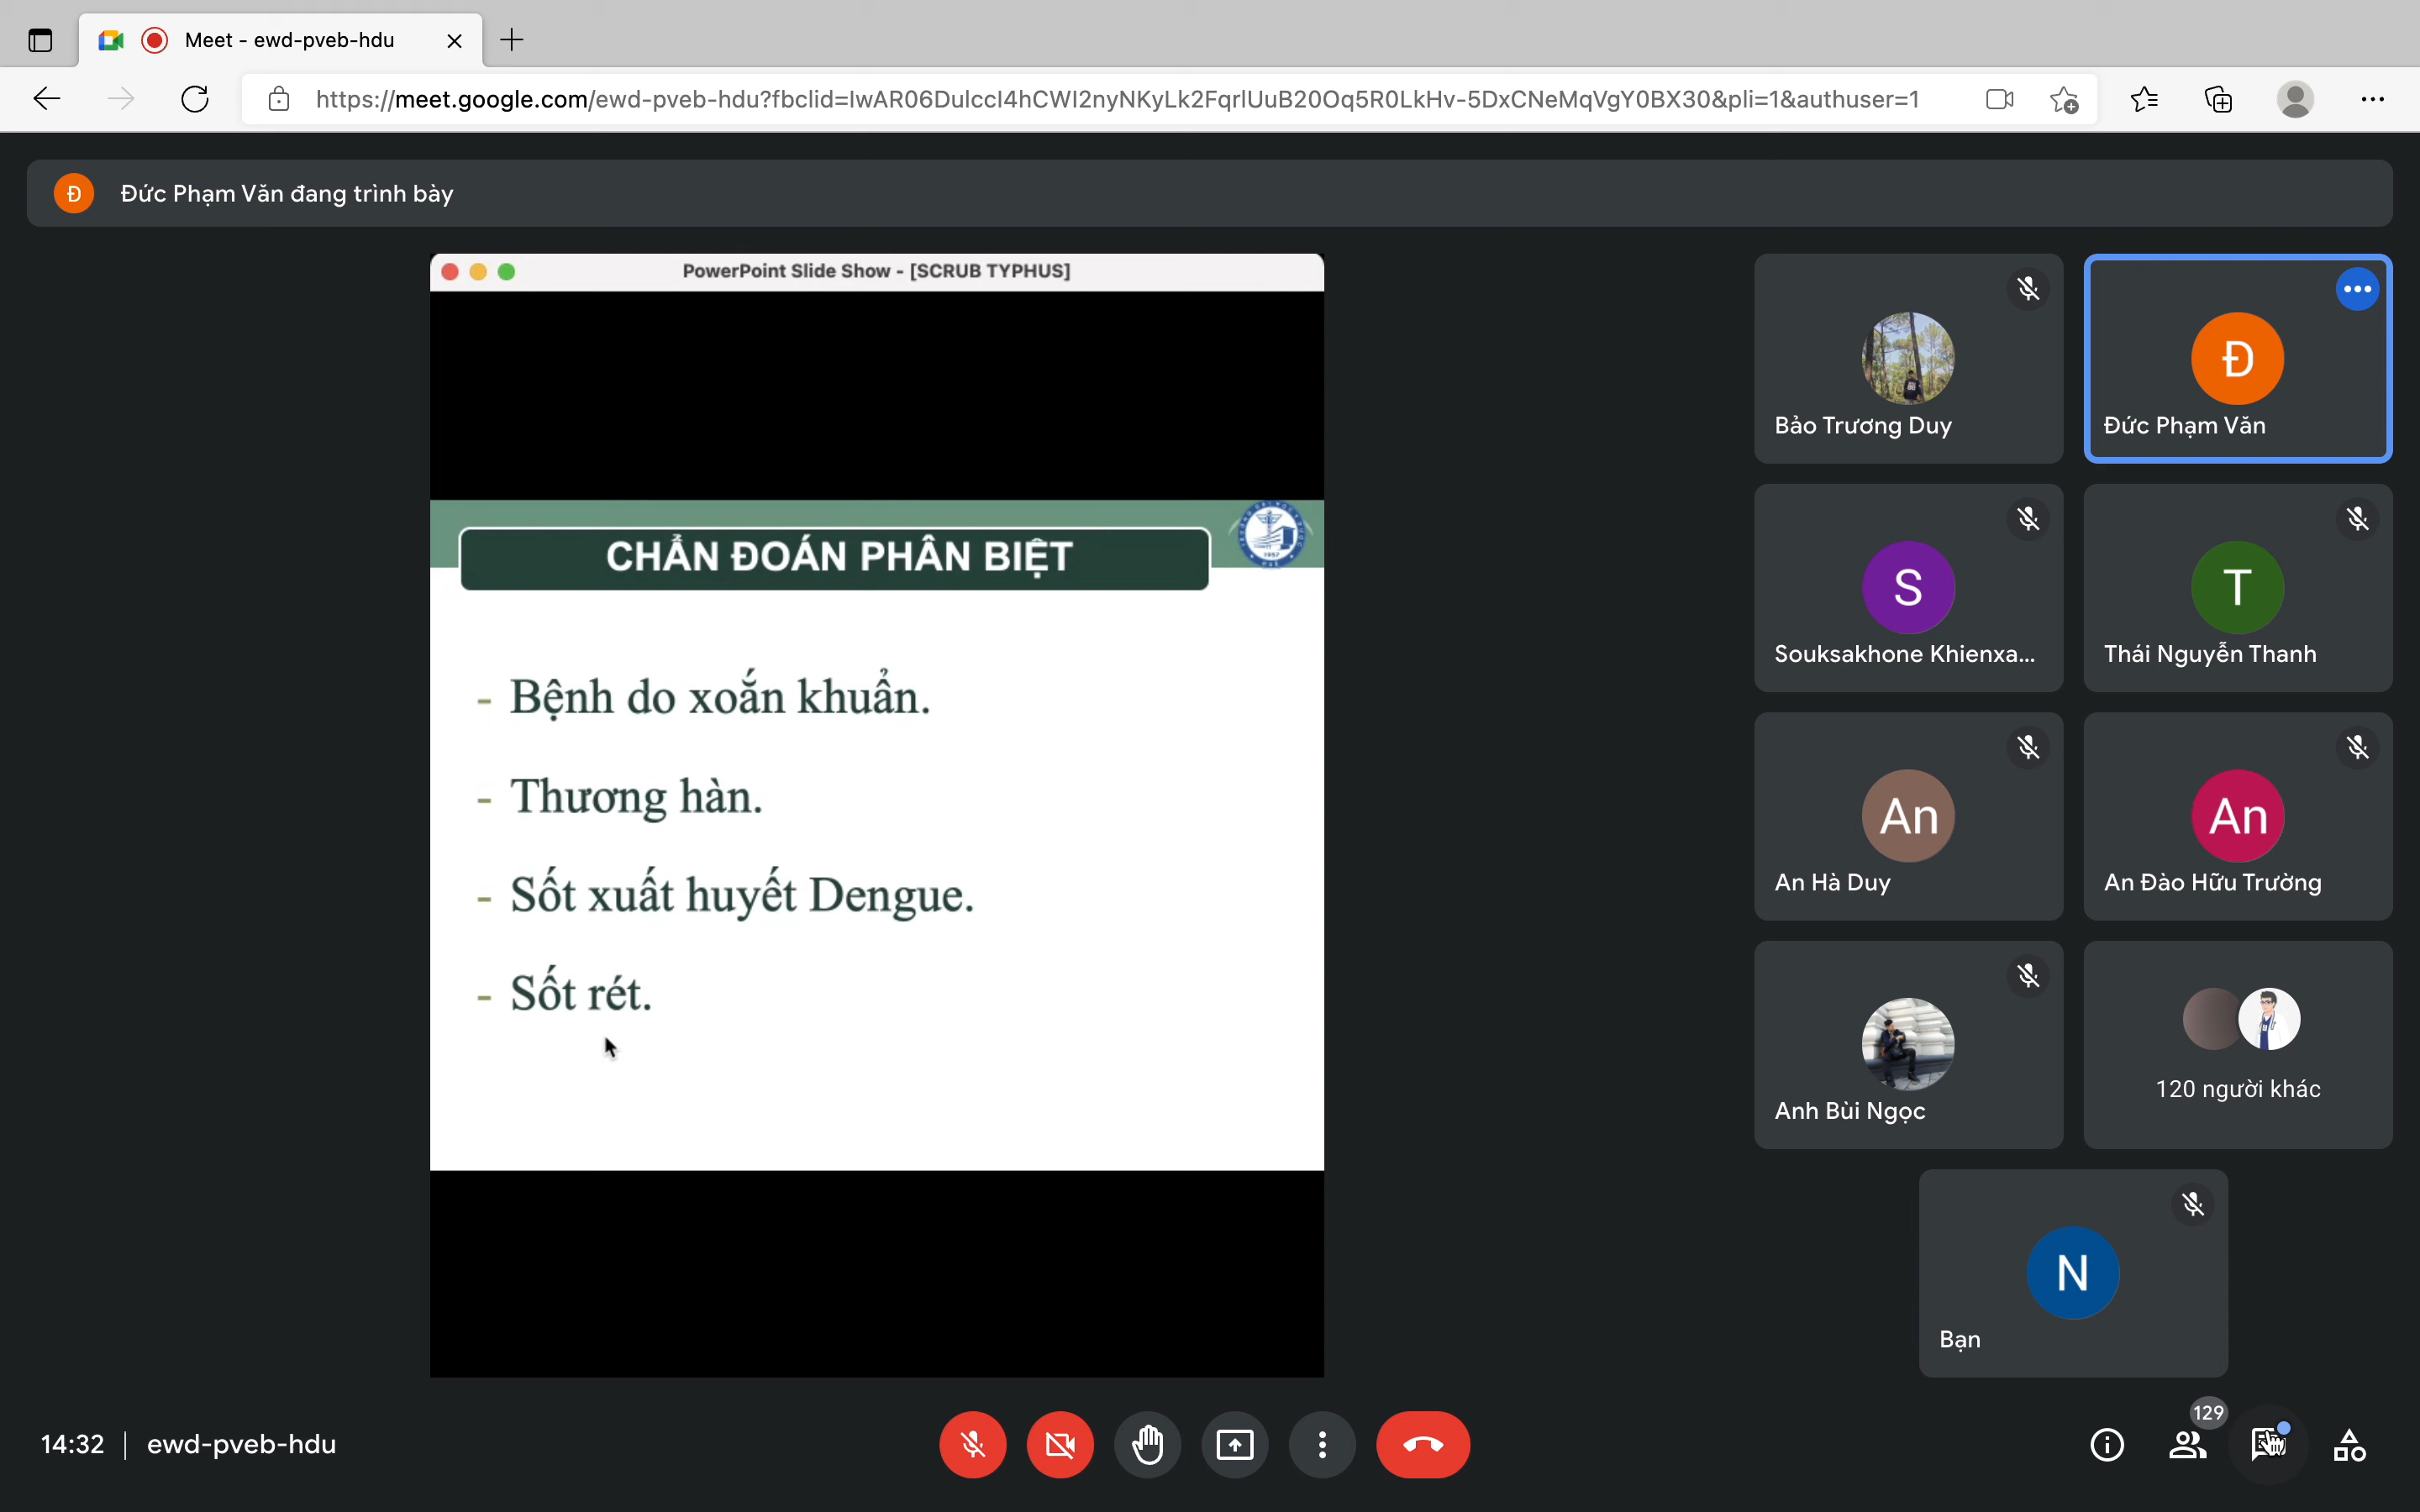 Meet - ewd-pveb-hdu
https://meet.google.com/ewd-pveb-hdu?fbclid=IwAR06DulccI4hCWI2nyNKyLk2FqrIUuB20Oq5R0LkHv-5DxCNeMqVgY0BX30&pli=1&authuser=1
Đ
Đức Phạm Văn đang trình bày
PowerPoint Slide Show - [SCRUB TYPHUS]
CHẨN ĐOÁN PHÂN BIỆT
- Bệnh do xoắn khuẩn.
- Thương hàn.
- Sốt xuất huyết Dengue.
- Sốt rét.
Bảo Trương Duy
Đ
Đức Phạm Văn
S
Souksakhone Khienxa...
T
Thái Nguyễn Thanh
An
An Hà Duy
An
An Đào Hữu Trường
Anh Bùi Ngọc
120 người khác
N
Bạn
14:32 | ewd-pveb-hdu
129